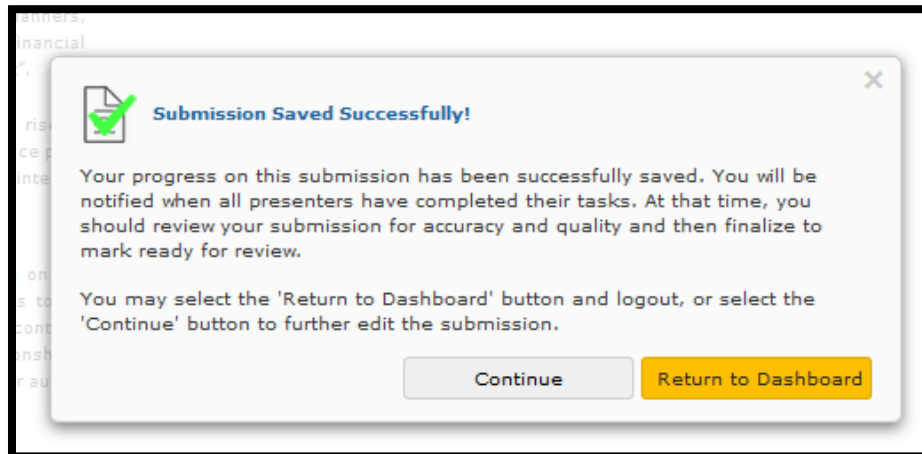 anners,
inancial
Submission Saved Successfully!
Your progress on this submission has been successfully saved. You will be
notified when all presenters have completed their tasks. At that time, you
should review your submission for accuracy and quality and then finalize to
mark ready for review.
You may select the 'Return to Dashboard' button and logout, or select the
'Continue' button to further edit the submission.
Continue
Return to Dashboard